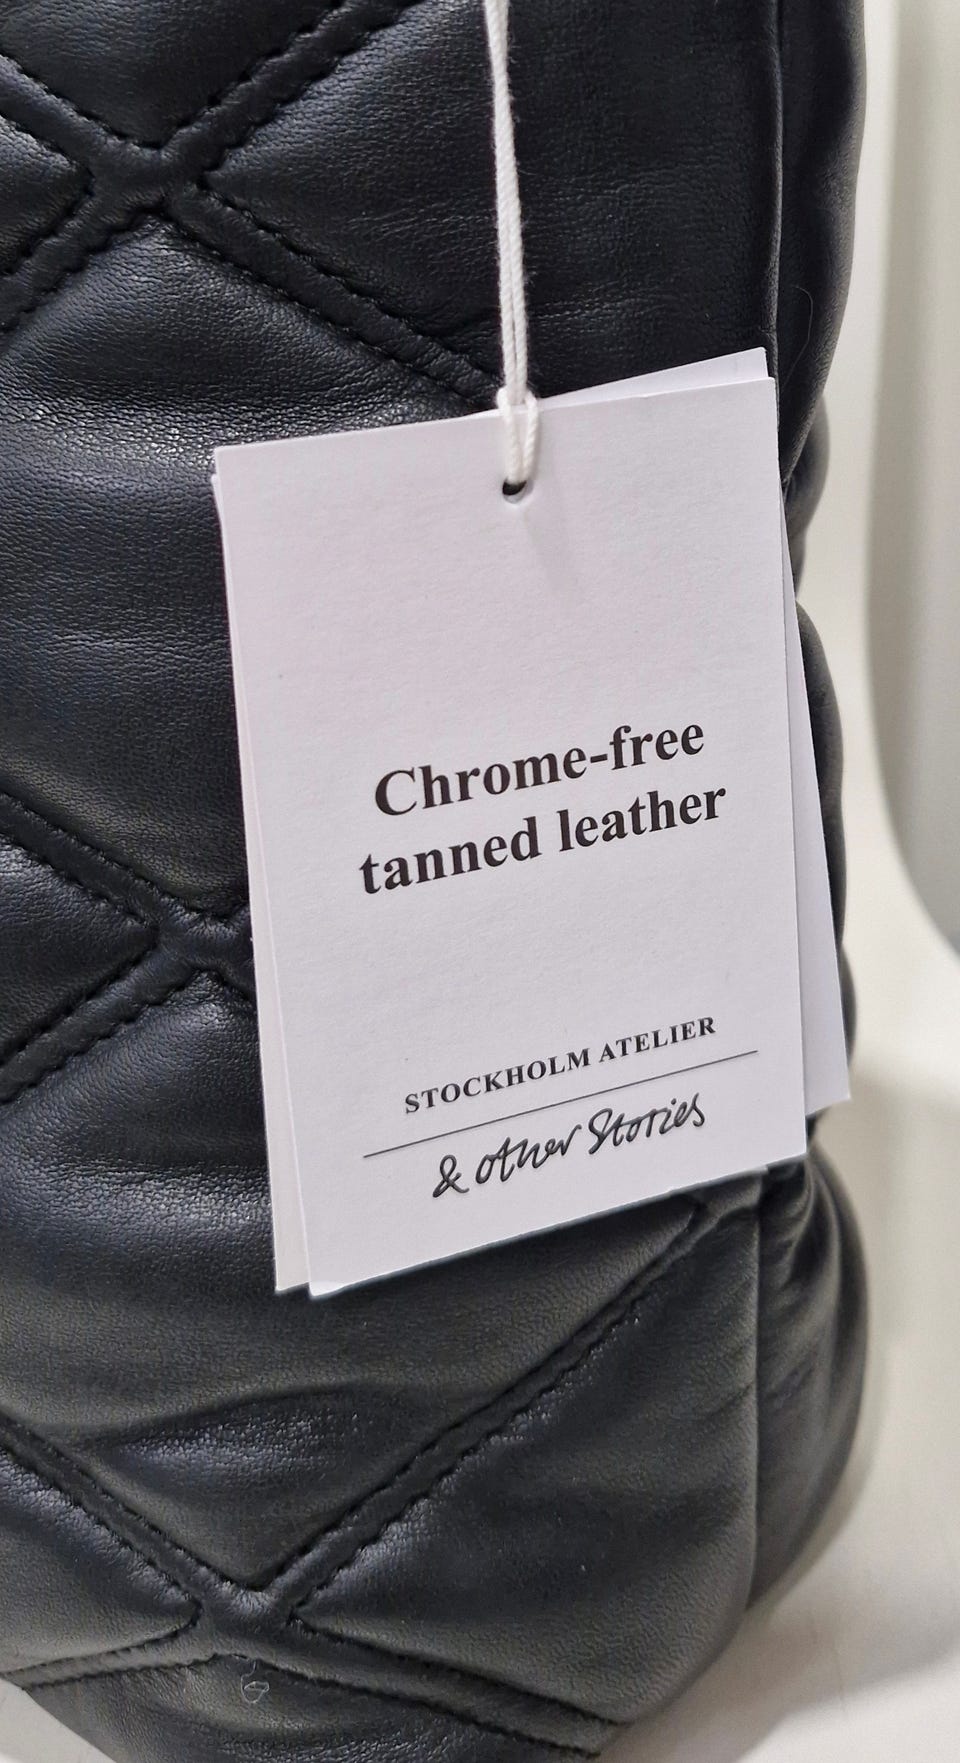 Chrome-free
tanned leather
STOCKHOLM ATELIER
& other Stories